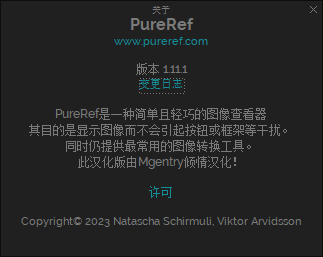 关于
PureRef
www.pureref.com
版本 1.11.1
变更日志
PureRef是一种简单且轻巧的图像查看器
其目的是显示图像而不会引起按钮或框架等干扰。
同时仍提供最常用的图像转换工具。
此汉化版由Mgentry倾情汉化！
许可
Copyright© 2023 Natascha Schirmuli, Viktor Arvidsson